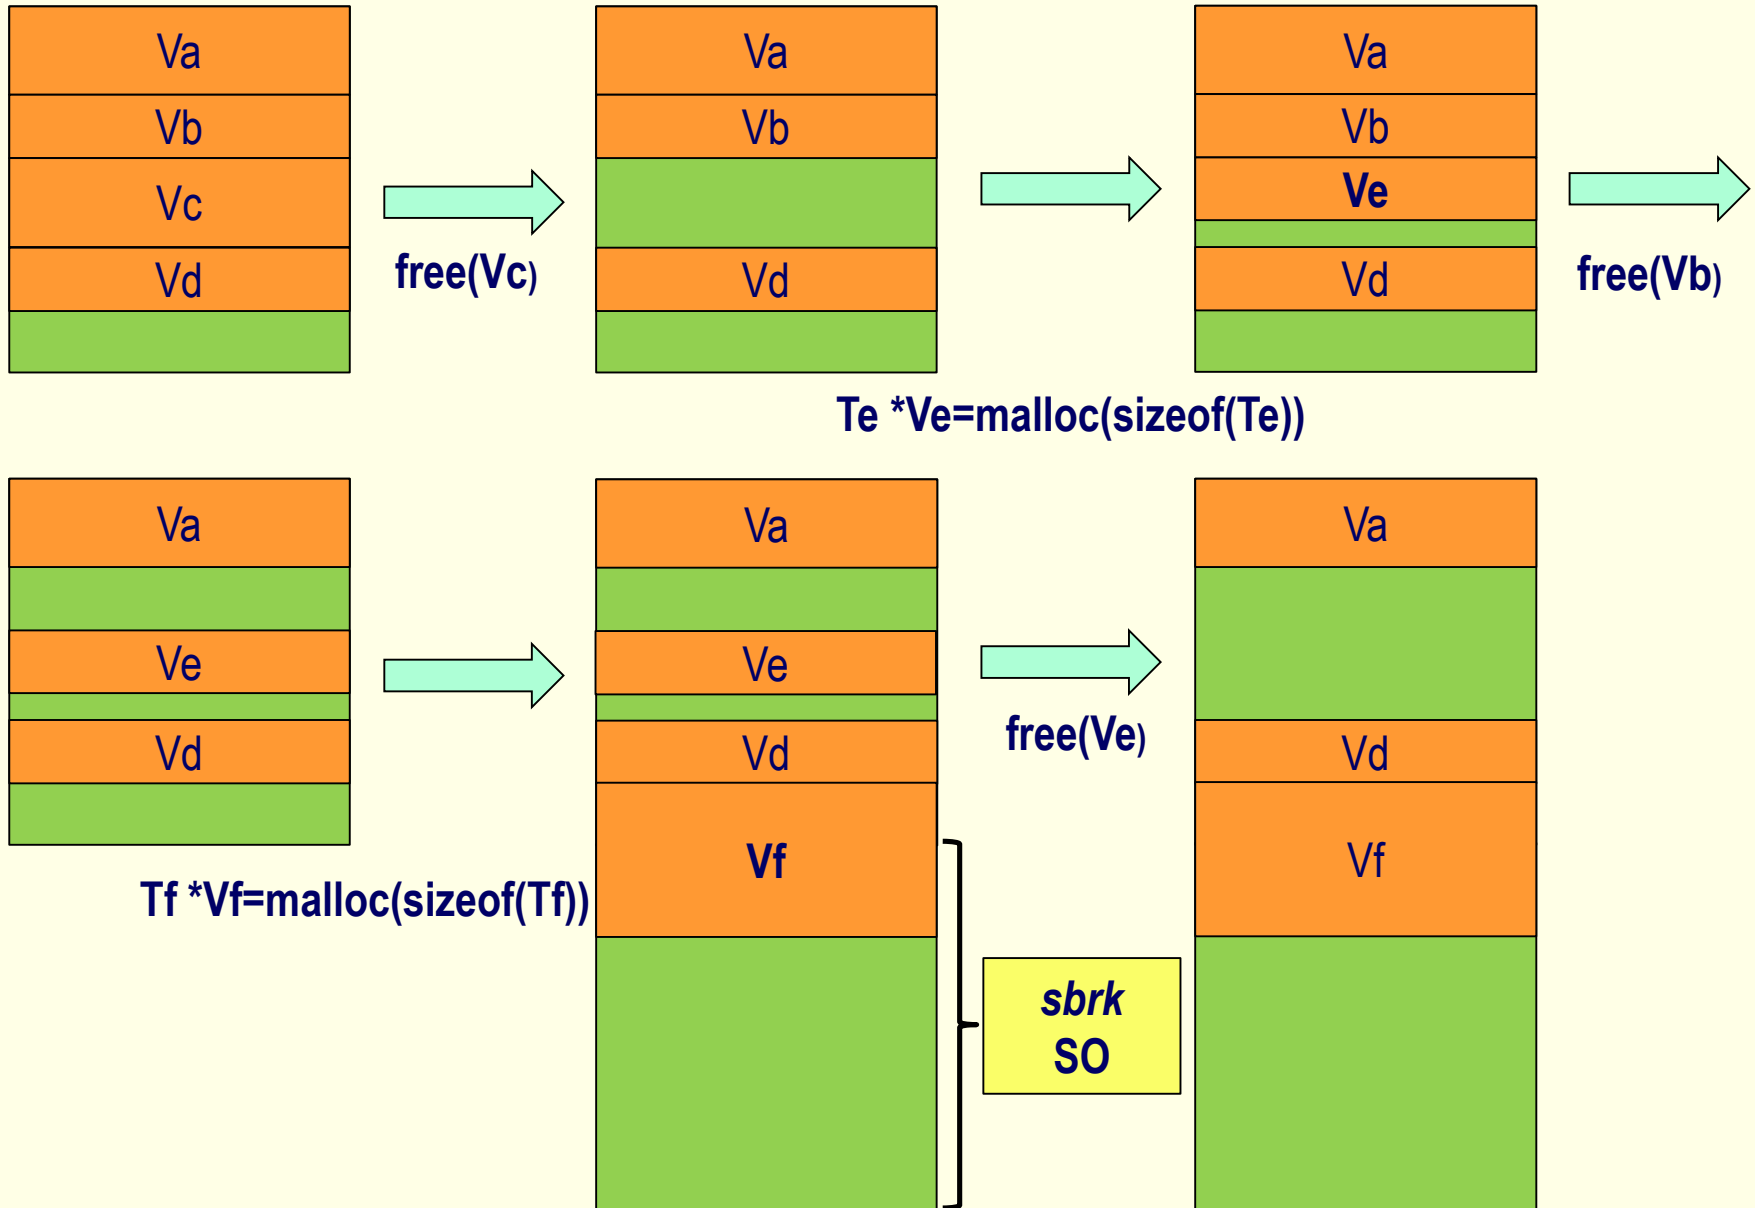 Va
Vb
Vc
Vd
free(Vc)
Va
Vb
Vd
Te *Ve=malloc(sizeof(Te))
Va
Vb
Ve
Vd
free(Vb)
Va
Ve
Vd
Tf *Vf=malloc(sizeof(Tf))
Va
Ve
Vd
Vf
free(Ve)
sbrk
SO
Va
Vd
Vf